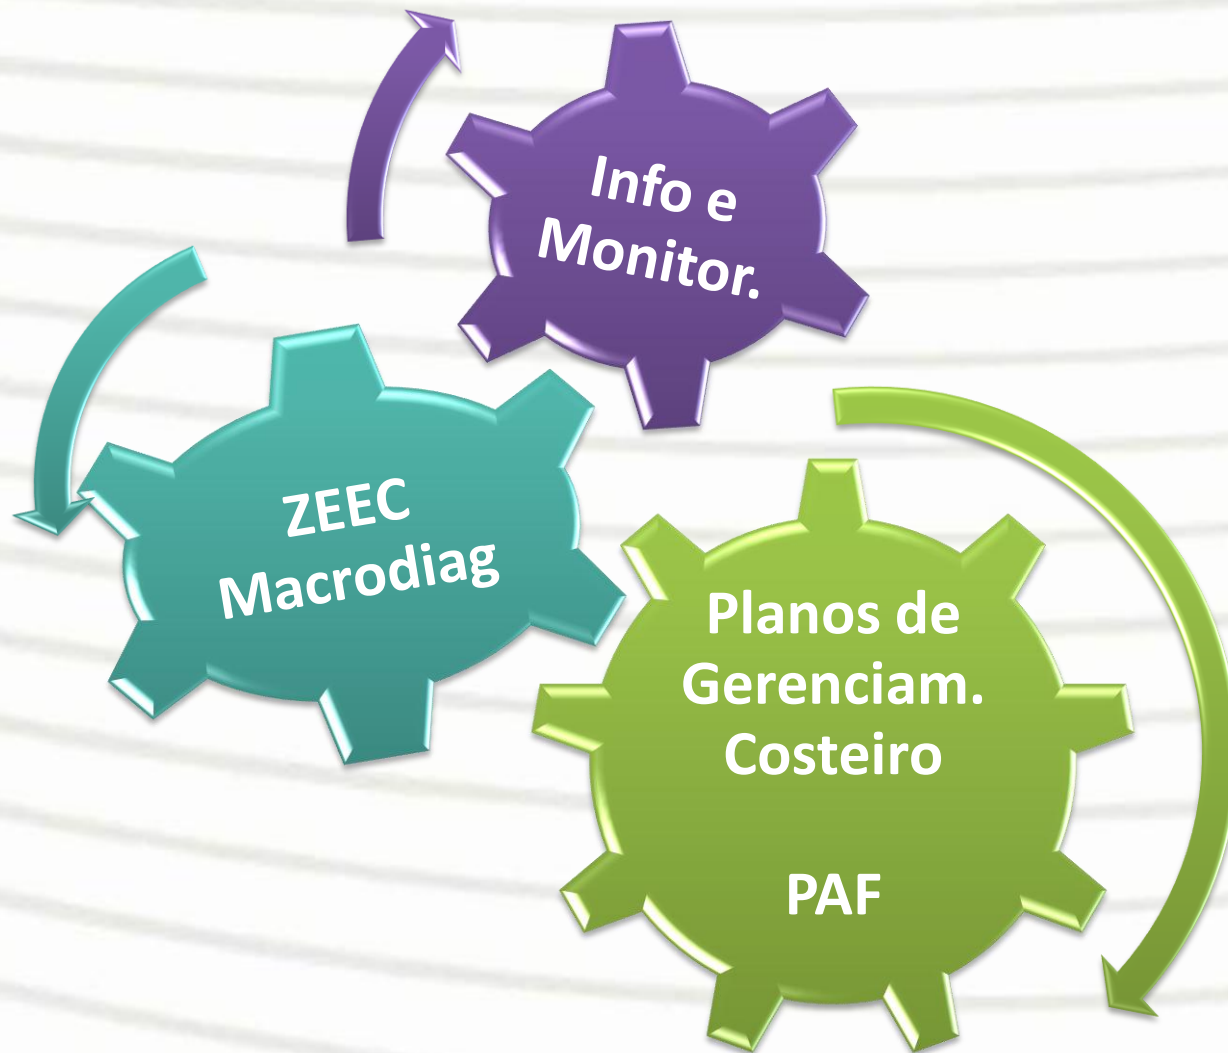 Info e
Monitor.
ZEEC
Macrodiag
Planos de
Gerenciam.
Costeiro
PAF